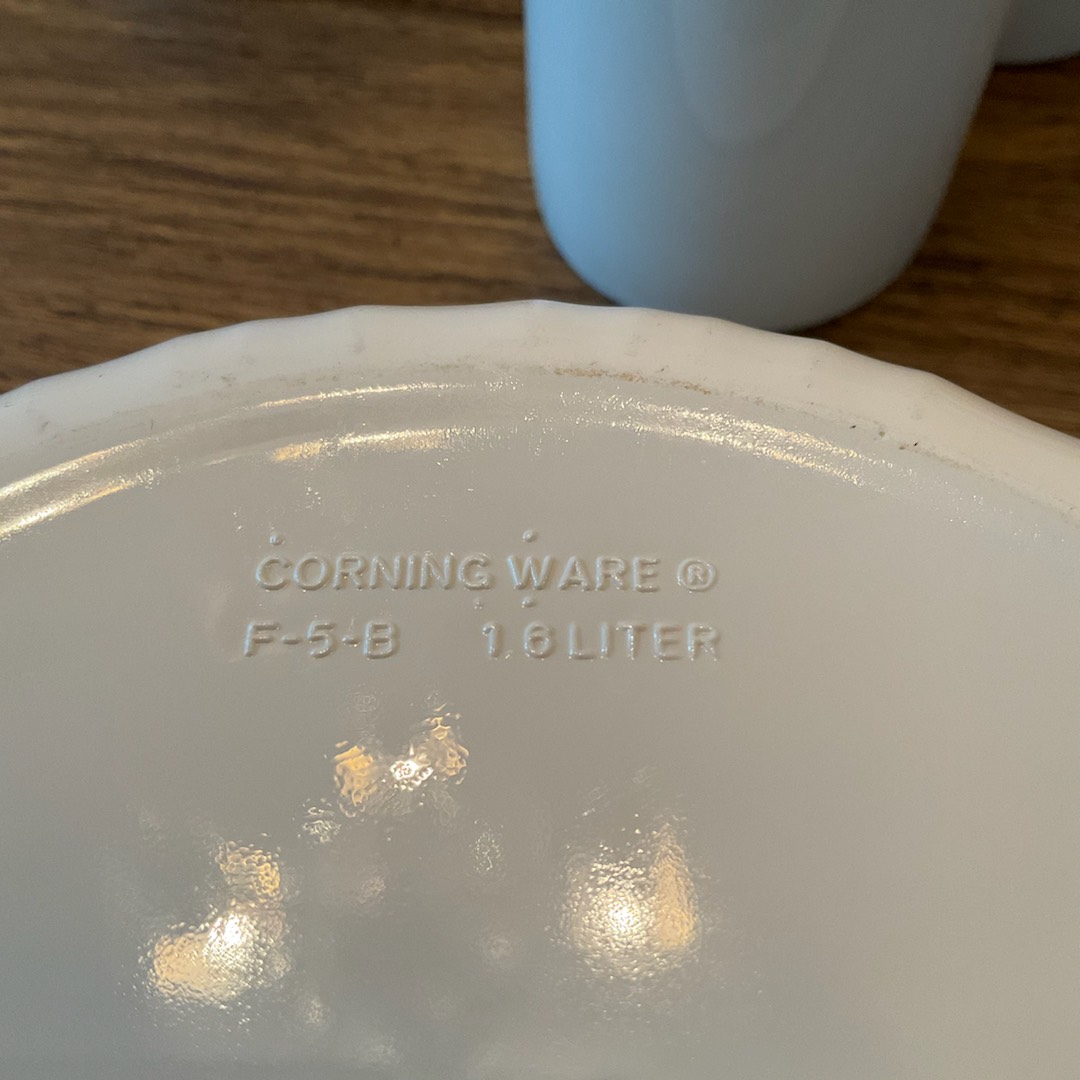 CORNING WARE ®
F-5-B 1.6 LITER